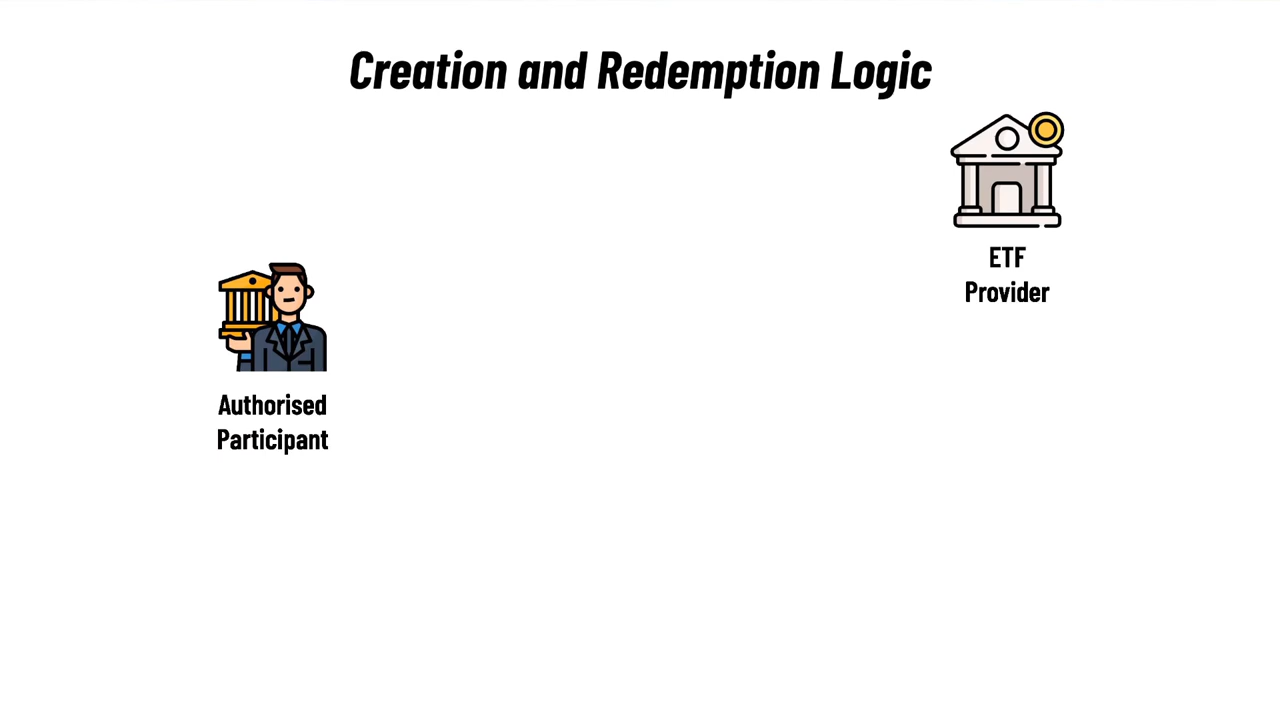 Creation and Redemption Logic
ETF
Provider
Authorised
Participant